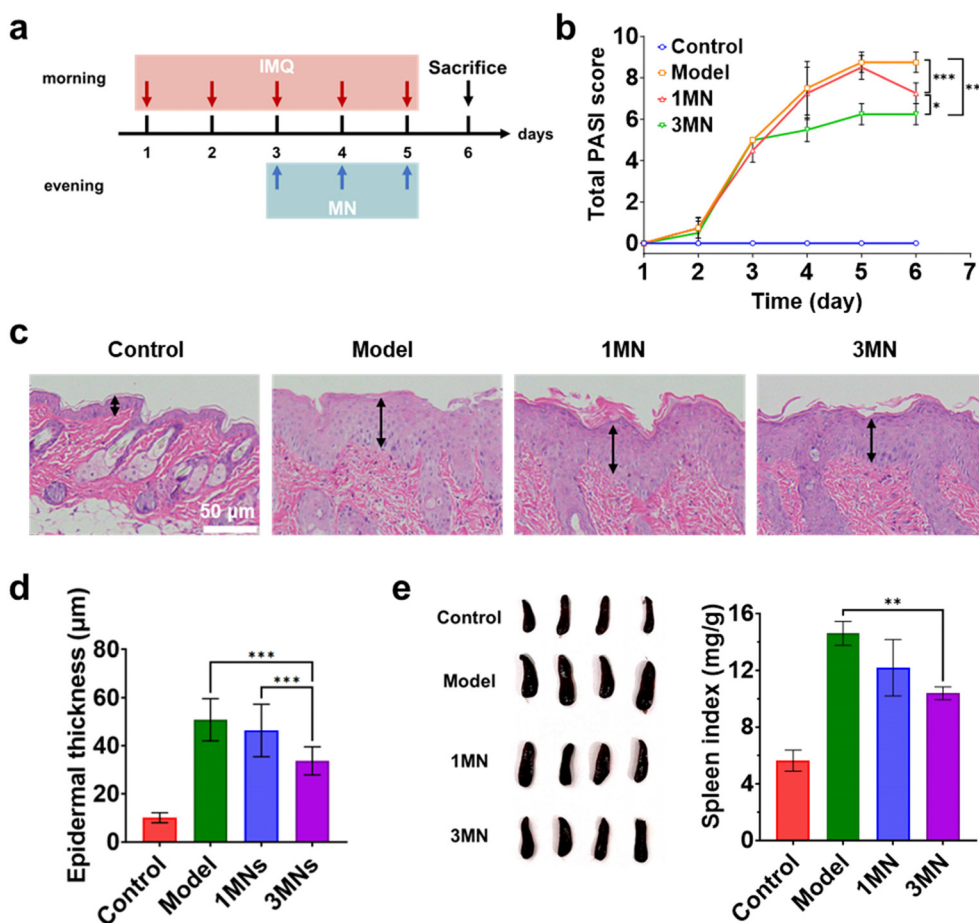 a
morning
IMQ
Sacrifice
days
1 2 3 4 5 6
evening
MN
b
Total PASI score
10
8
6
4
2
0
Control
Model
1MN
3MN
***
*
**
1 2 3 4 5 6 7
Time (day)
c
Control Model 1MN 3MN
50 μm
d
Epidermal thickness (μm)
80
60
40
20
0
***
***
Control Model 1MNs 3MNs
e
Control
Model
1MN
3MN
Spleen index (mg/g)
16
12
8
4
0
**
Control Model 1MN 3MN